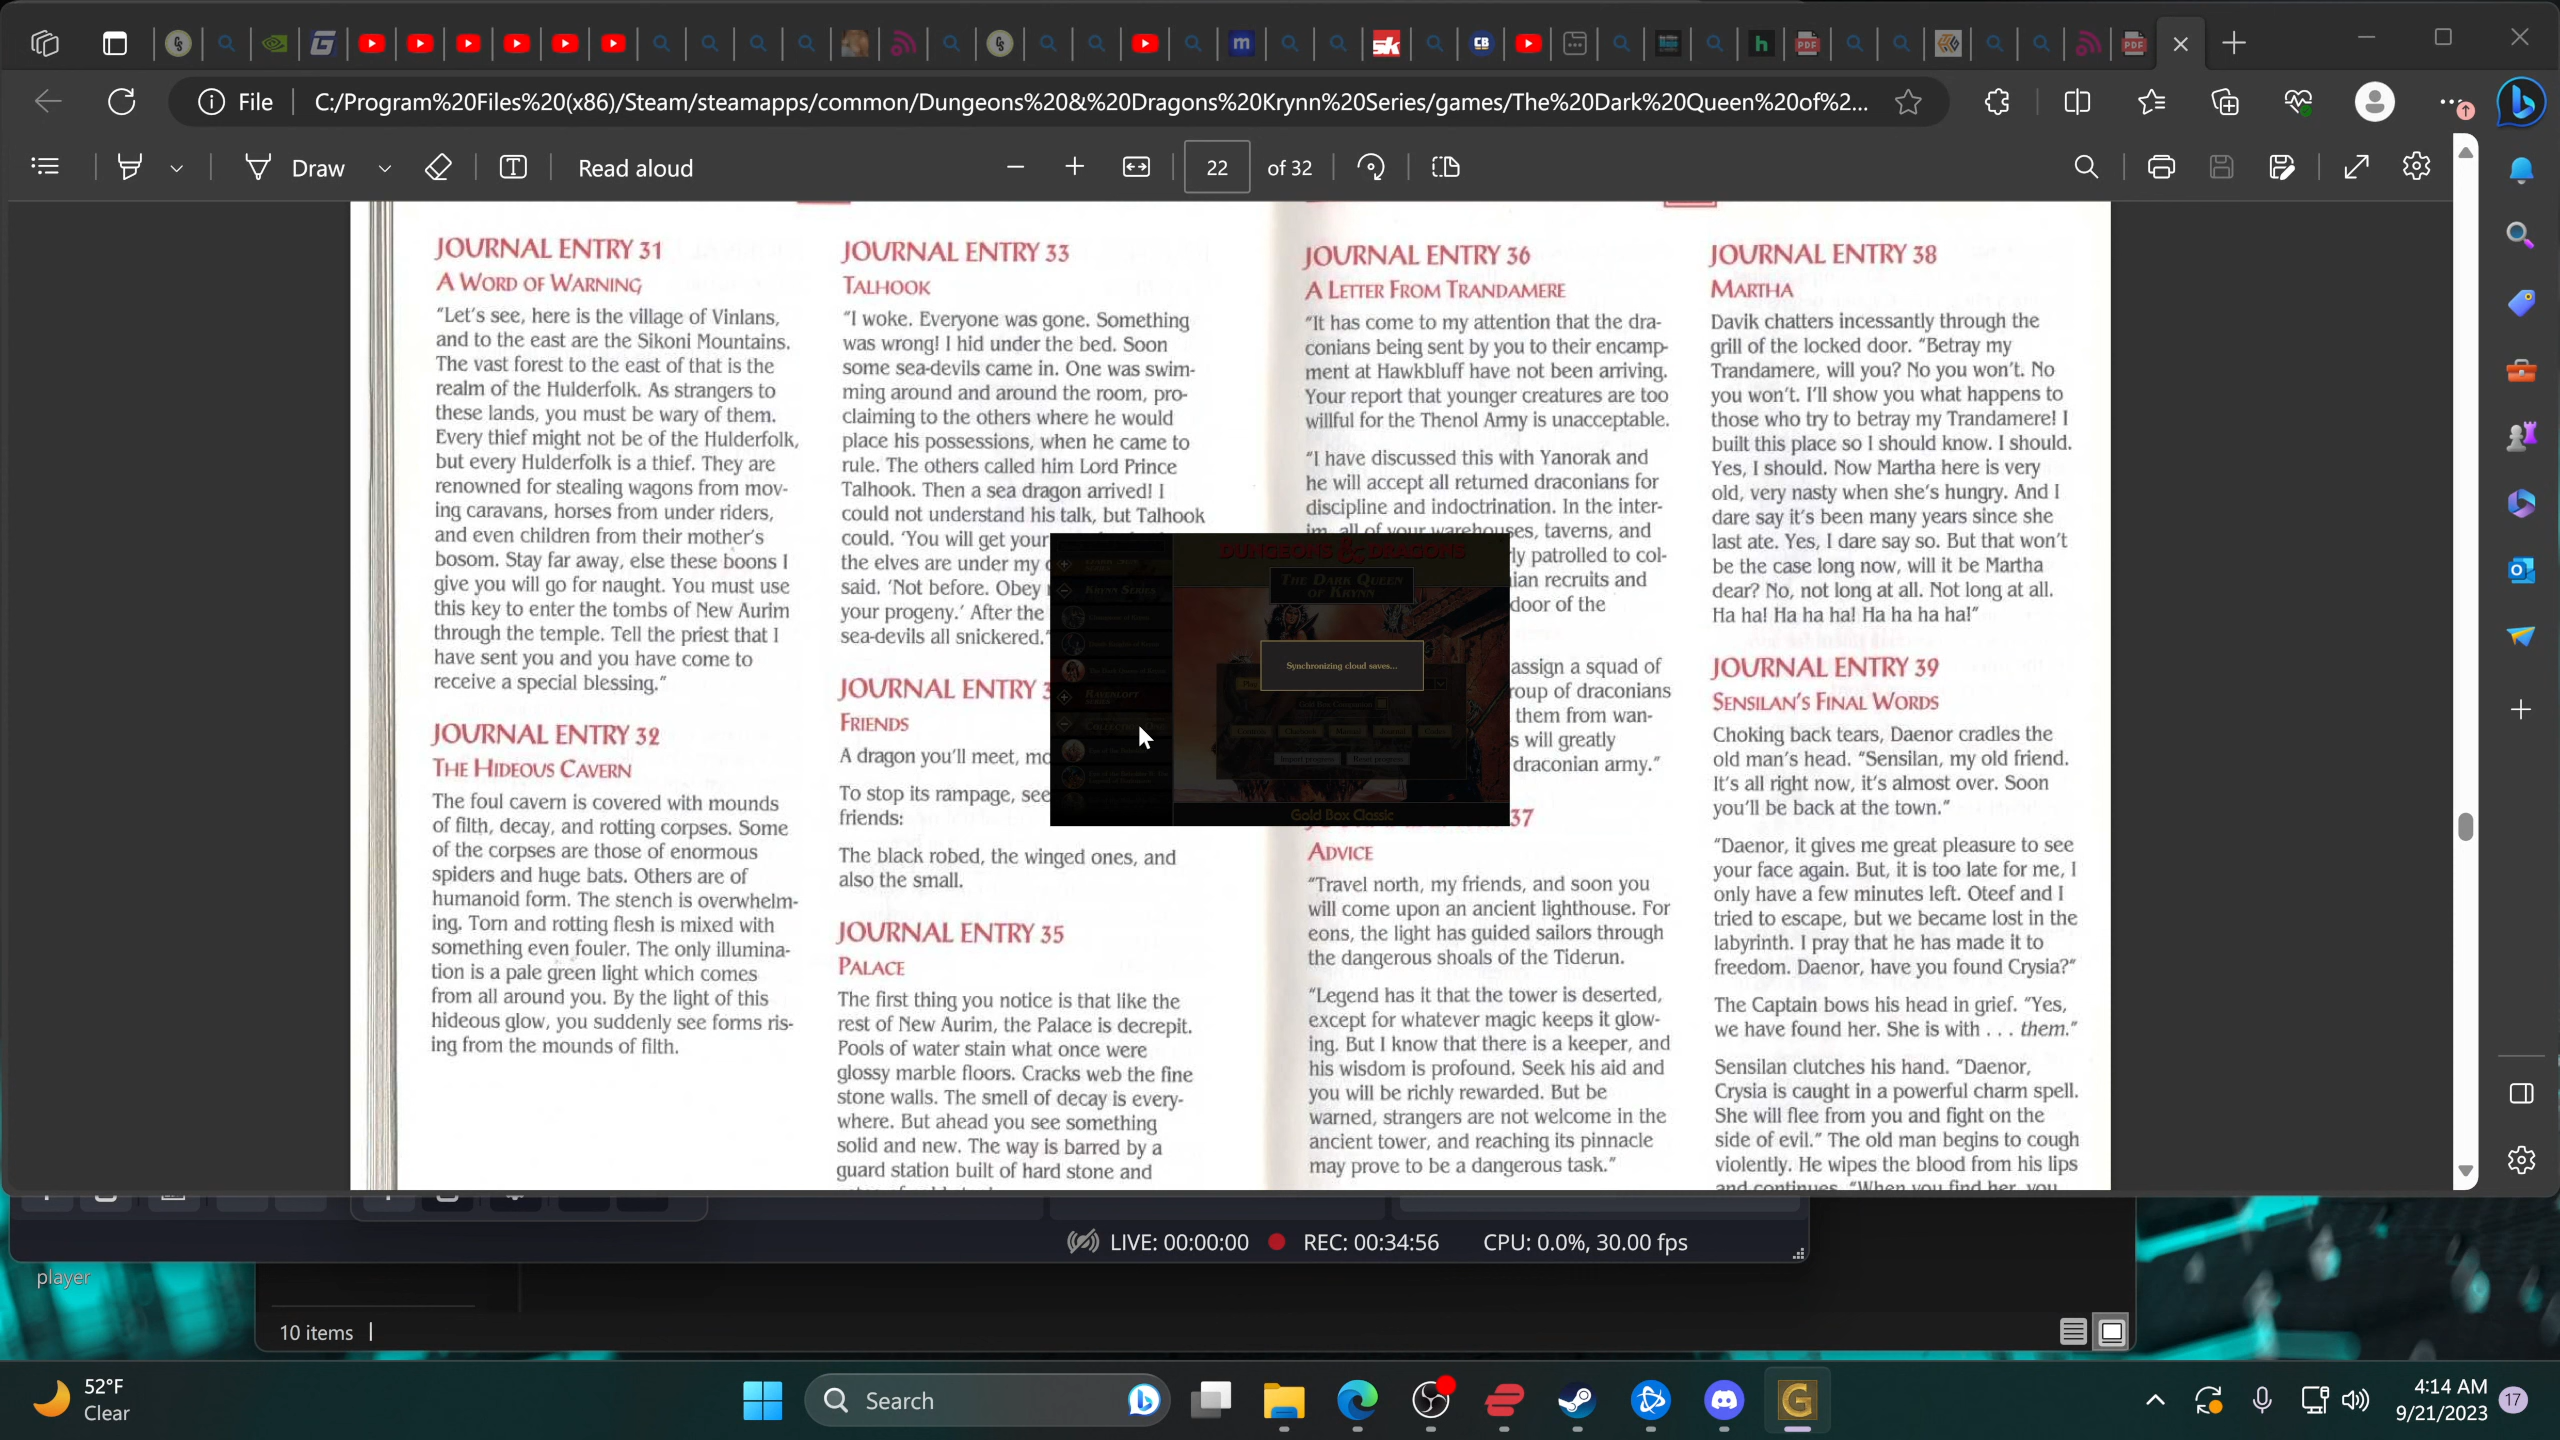 File
C:/Program%20Files%20(x86)/Steam/steamapps/common/Dungeons%20&%20Dragons%20Krynn%20Series/games/The%20Dark%20Queen%20of%2...
Draw
Read aloud
22
of 32
JOURNAL ENTRY 31
A WORD OF WARNING
"Let's see, here is the village of Vinlans,
and to the east are the Sikoni Mountains.
The vast forest to the east of that is the
realm of the Hulderfolk. As strangers to
these lands, you must be wary of them.
Every thief might not be of the Hulderfolk,
but every Hulderfolk is a thief. They are
renowned for stealing wagons from mov-
ing caravans, horses from under riders,
and even children from their mother's
bosom. Stay far away, else these boons I
give you will go for naught. You must use
this key to enter the tombs of New Aurim
through the temple. Tell the priest that I
have sent you and you have come to
receive a special blessing."
JOURNAL ENTRY 32
THE HIDEOUS CAVERN
The foul cavern is covered with mounds
of filth, decay, and rotting corpses. Some
of the corpses are those of enormous
spiders and huge bats. Others are of
humanoid form. The stench is overwhelm-
ing. Torn and rotting flesh is mixed with
something even fouler. The only illumina-
tion is a pale green light which comes
from all around you. By the light of this
hideous glow, you suddenly see forms ris-
ing from the mounds of filth.
JOURNAL ENTRY 33
TALHOOK
"I woke. Everyone was gone. Something
was wrong! I hid under the bed. Soon
some sea-devils came in. One was swim-
ming around and around the room, pro-
claiming to the others where he would
place his possessions, when he came to
rule. The others called him Lord Prince
Talhook. Then a sea dragon arrived! I
could not understand his talk, but Talhook
could. 'You will get your
the elves are under my
said. 'Not before. Obey
your progeny.' After the
sea-devils all snickered."
JOURNAL ENTRY
FRIENDS
A dragon you'll meet,
To stop its rampage, see
friends:
The black robed, the winged ones, and
also the small.
JOURNAL ENTRY 35
PALACE
The first thing you notice is that like the
rest of New Aurim, the Palace is decrepit.
Pools of water stain what once were
glossy marble floors. Cracks web the fine
stone walls. The smell of decay is every-
where. But ahead you see something
solid and new. The way is barred by a
guard station built of hard stone and
JOURNAL ENTRY 36
A LETTER FROM TRANDAMERE
"It has come to my attention that the dra-
conians being sent by you to their encamp-
ment at Hawkbluff have not been arriving.
Your report that younger creatures are too
willful for the Thenol Army is unacceptable.
"I have discussed this with Yanorak and
he will accept all returned draconians for
discipline and indoctrination. In the inter-
im, all of your warehouses, taverns, and
ly patrolled to col-
ian recruits and
door of the
assign a squad of
roup of draconians
them from wan-
s will greatly
draconian army."
37
ADVICE
"Travel north, my friends, and soon you
will come upon an ancient lighthouse. For
eons, the light has guided sailors through
the dangerous shoals of the Tiderun.
"Legend has it that the tower is deserted,
except for whatever magic keeps it glow-
ing. But I know that there is a keeper, and
his wisdom is profound. Seek his aid and
you will be richly rewarded. But be
warned, strangers are not welcome in the
ancient tower, and reaching its pinnacle
may prove to be a dangerous task."
JOURNAL ENTRY 38
MARTHA
Davik chatters incessantly through the
grill of the locked door. "Betray my
Trandamere, will you? No you won't. No
you won't. I'll show you what happens to
those who try to betray my Trandamere! I
built this place so I should know. I should.
Yes, I should. Now Martha here is very
old, very nasty when she's hungry. And I
dare say it's been many years since she
last ate. Yes, I dare say so. But that won't
be the case long now, will it be Martha
dear? No, not long at all. Not long at all.
Ha ha! Ha ha ha! Ha ha ha ha!"
JOURNAL ENTRY 39
SENSILAN'S FINAL WORDS
Choking back tears, Daenor cradles the
old man's head. "Sensilan, my old friend.
It's all right now, it's almost over. Soon
you'll be back at the town."
"Daenor, it gives me great pleasure to see
your face again. But, it is too late for me, I
only have a few minutes left. Oteef and I
tried to escape, but we became lost in the
labyrinth. I pray that he has made it to
freedom. Daenor, have you found Crysia?"
The Captain bows his head in grief. "Yes,
we have found her. She is with . . . them."
Sensilan clutches his hand. "Daenor,
Crysia is caught in a powerful charm spell.
She will flee from you and fight on the
side of evil." The old man begins to cough
violently. He wipes the blood from his lips
and continues. "When you find her, you
DUNGEONS & DRAGONS
THE DARK QUEEN
OF KRYNN
KRYNN SERIES
Synchronizing cloud saves...
Gold Box Classic
LIVE: 00:00:00
REC: 00:34:56
CPU: 0.0%, 30.00 fps
player
10 items
52°F
Clear
Search
4:14 AM
9/21/2023
17